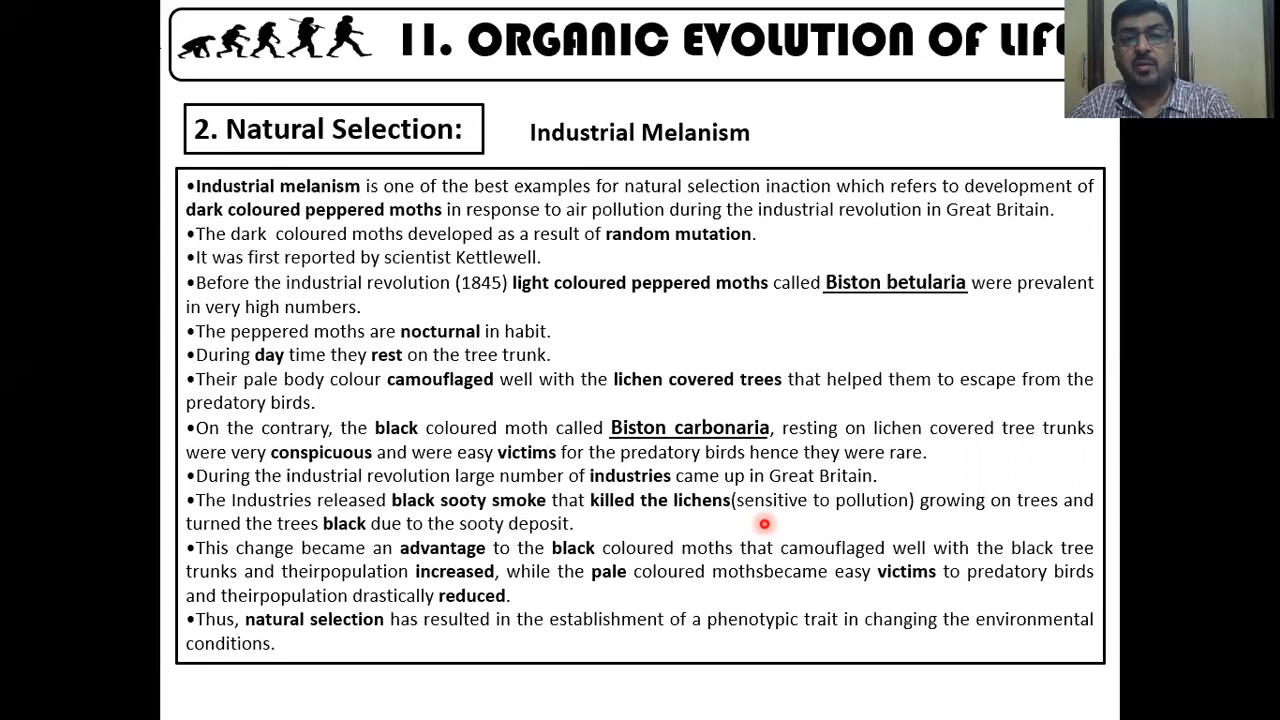 11. ORGANIC EVOLUTION OF LIFE
2. Natural Selection:
Industrial Melanism
•Industrial melanism is one of the best examples for natural selection inaction which refers to development of
dark coloured peppered moths in response to air pollution during the industrial revolution in Great Britain.
•The dark coloured moths developed as a result of random mutation.
•It was first reported by scientist Kettlewell.
•Before the industrial revolution (1845) light coloured peppered moths called Biston betularia were prevalent
in very high numbers.
•The peppered moths are nocturnal in habit.
•During day time they rest on the tree trunk.
•Their pale body colour camouflaged well with the lichen covered trees that helped them to escape from the
predatory birds.
•On the contrary, the black coloured moth called Biston carbonaria, resting on lichen covered tree trunks
were very conspicuous and were easy victims for the predatory birds hence they were rare.
•During the industrial revolution large number of industries came up in Great Britain.
•The Industries released black sooty smoke that killed the lichens(sensitive to pollution) growing on trees and
turned the trees black due to the sooty deposit.
•This change became an advantage to the black coloured moths that camouflaged well with the black tree
trunks and theirpopulation increased, while the pale coloured mothsbecame easy victims to predatory birds
and theirpopulation drastically reduced.
•Thus, natural selection has resulted in the establishment of a phenotypic trait in changing the environmental
conditions.